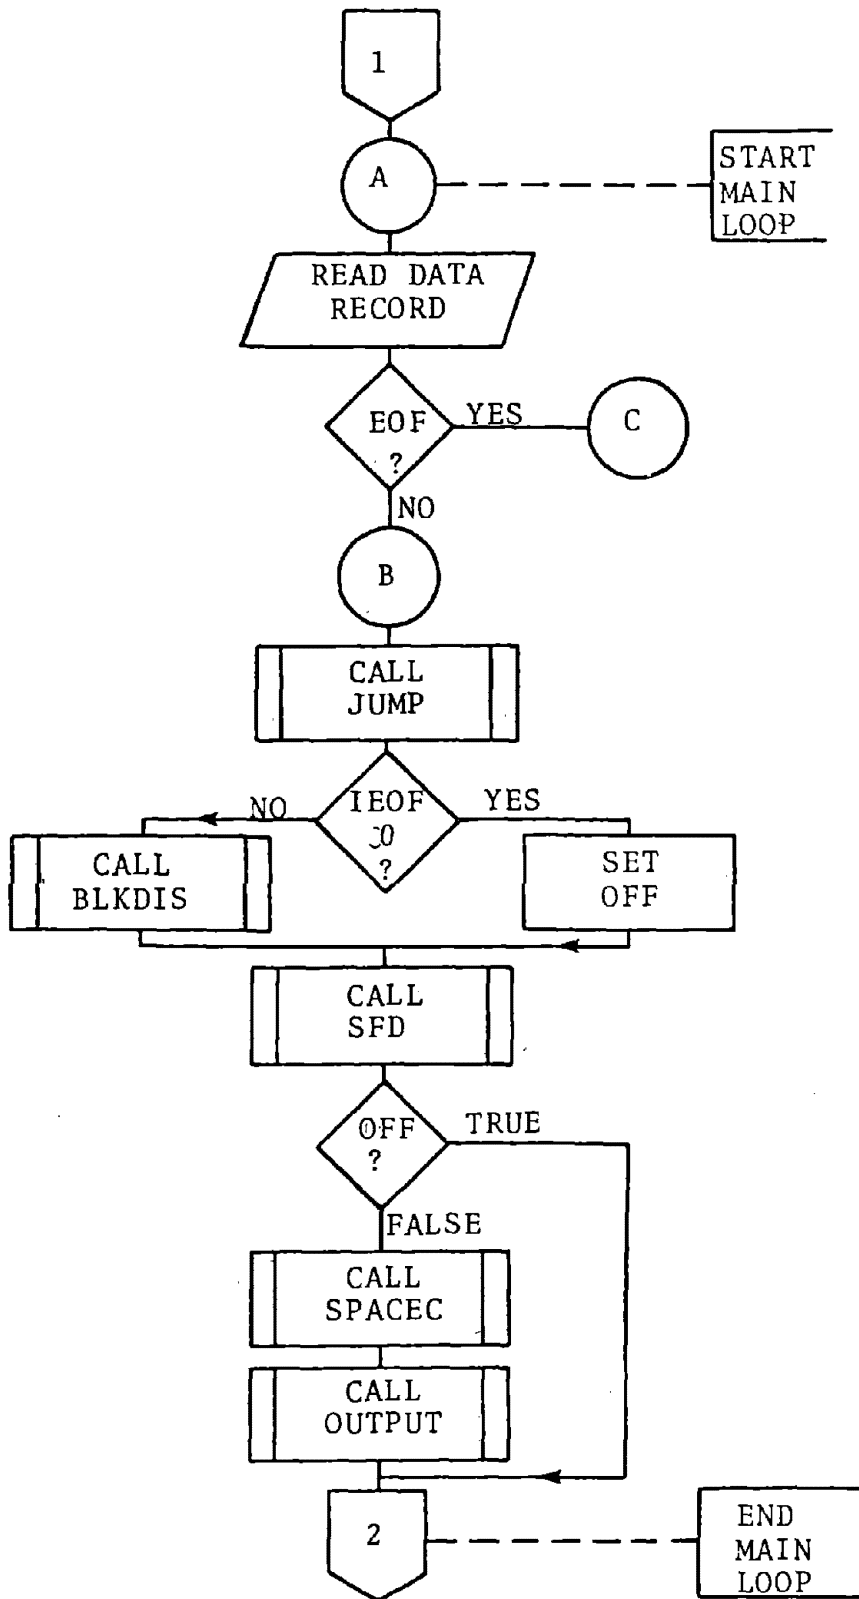 1
A
START
MAIN
LOOP
READ DATA
RECORD
EOF
?
YES
C
NO
B
CALL
JUMP
NO
IEOF
?
YES
CALL
BLKDIS
SET
OFF
CALL
SFD
OFF
?
TRUE
FALSE
CALL
SPACEC
CALL
OUTPUT
2
END
MAIN
LOOP